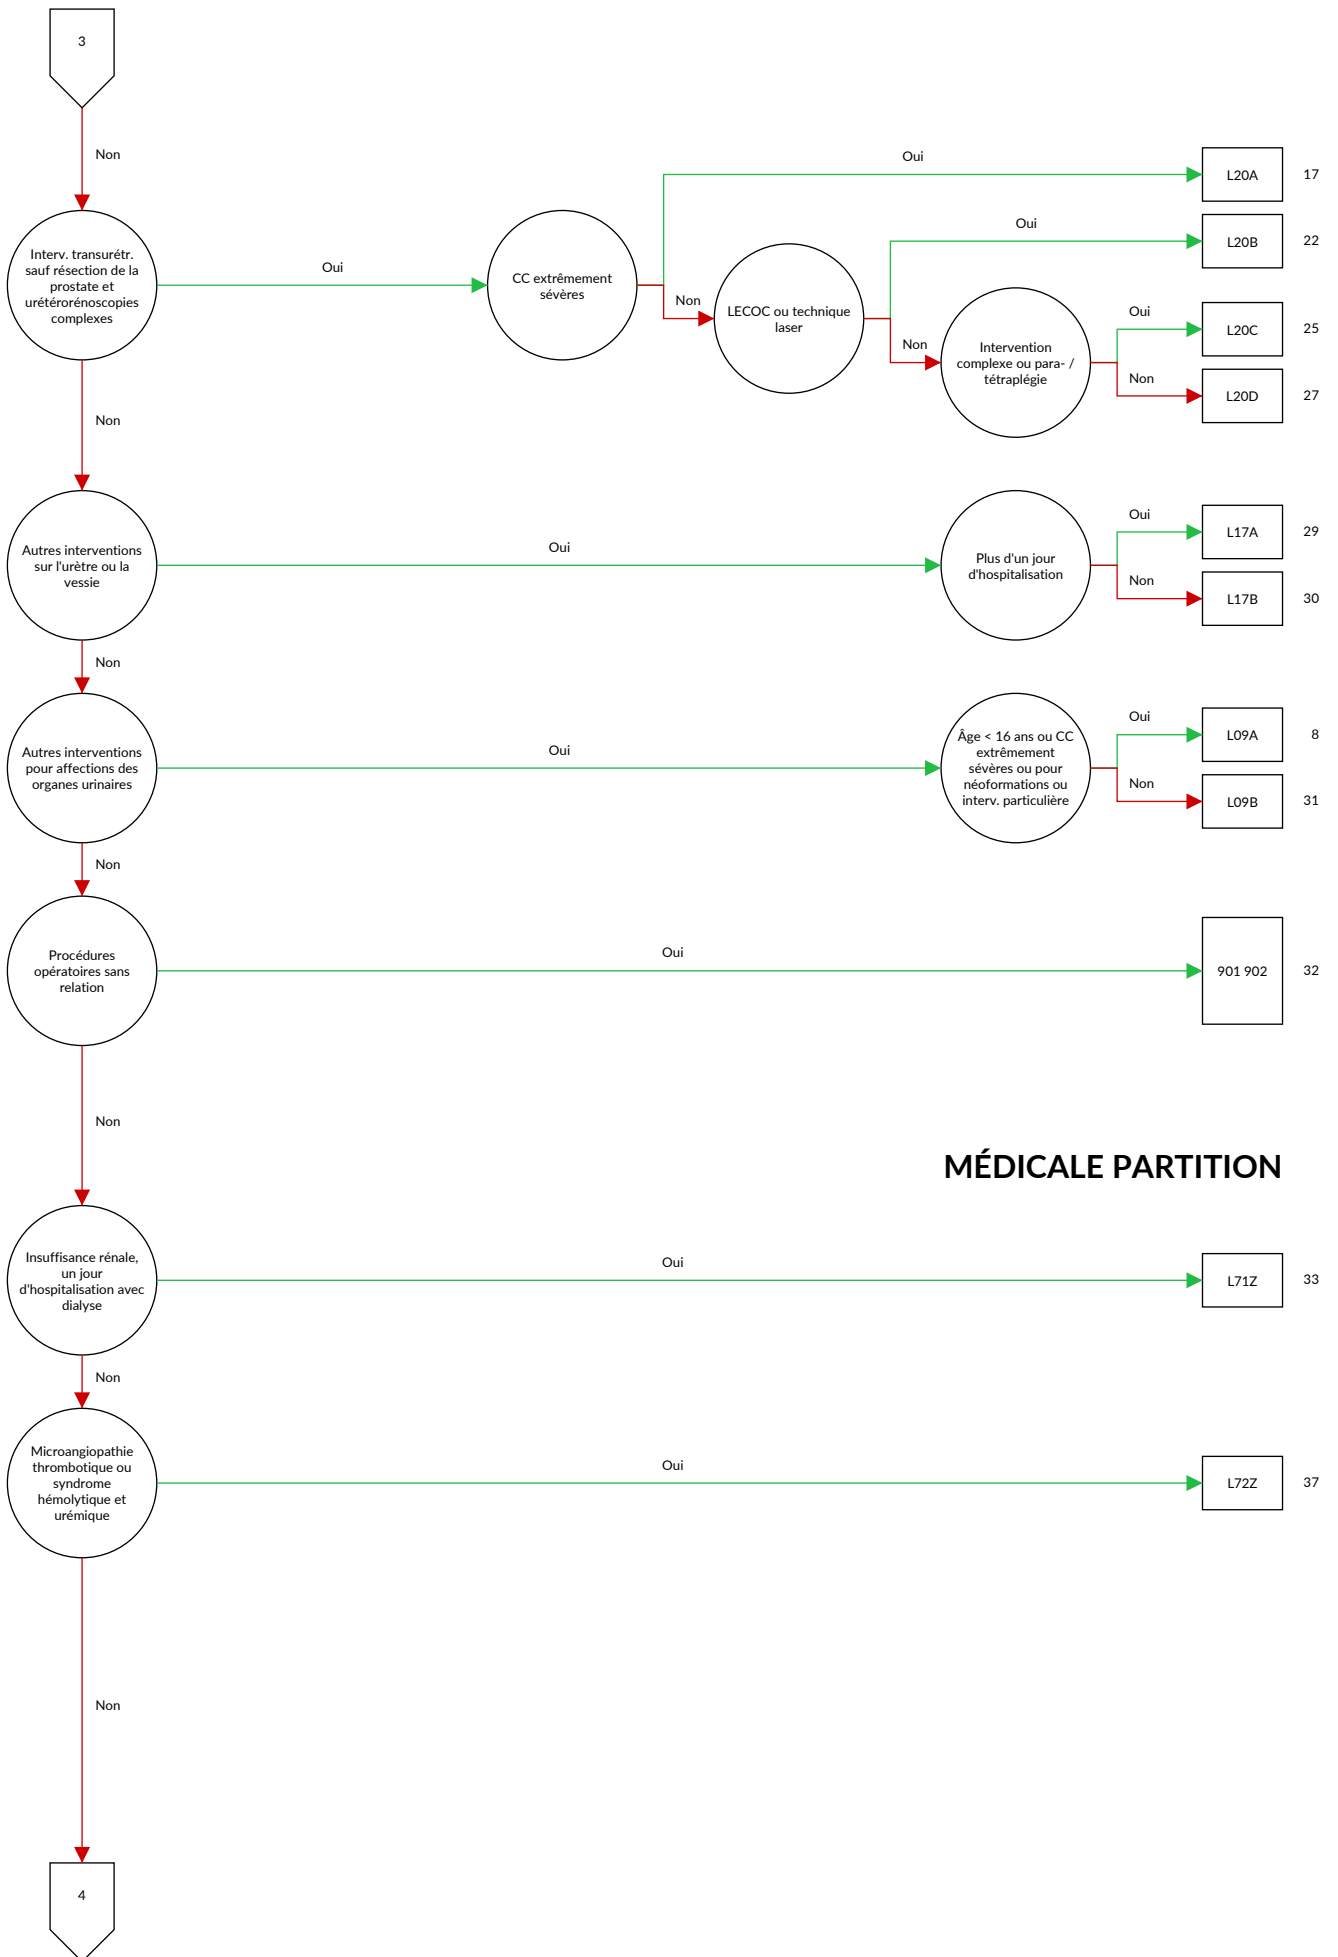 3
Non
Oui
L20A
17
Oui
L20B
22
Interv. transurétr.
sauf résection de la
prostate et
urétérorénoscopies
complexes
Oui
CC extrêmement
sévères
Non
LECOC ou technique
laser
Non
Intervention
complexe ou para- /
tétraplégie
Oui
L20C
25
Non
L20D
27
Non
Autres interventions
sur l'urètre ou la
vessie
Oui
Plus d'un jour
d'hospitalisation
Oui
L17A
29
Non
L17B
30
Non
Autres interventions
pour affections des
organes urinaires
Oui
Âge < 16 ans ou CC
extrêmement
sévères ou pour
néoformations ou
interv. particulière
Oui
L09A
8
Non
L09B
31
Non
Procédures
opératoires sans
relation
Oui
901 902
32
Non
MÉDICALE PARTITION
Insuffisance rénale,
un jour
d'hospitalisation avec
dialyse
Oui
L71Z
33
Non
Microangiopathie
thrombotique ou
syndrome
hémolytique et
urémique
Oui
L72Z
37
Non
4